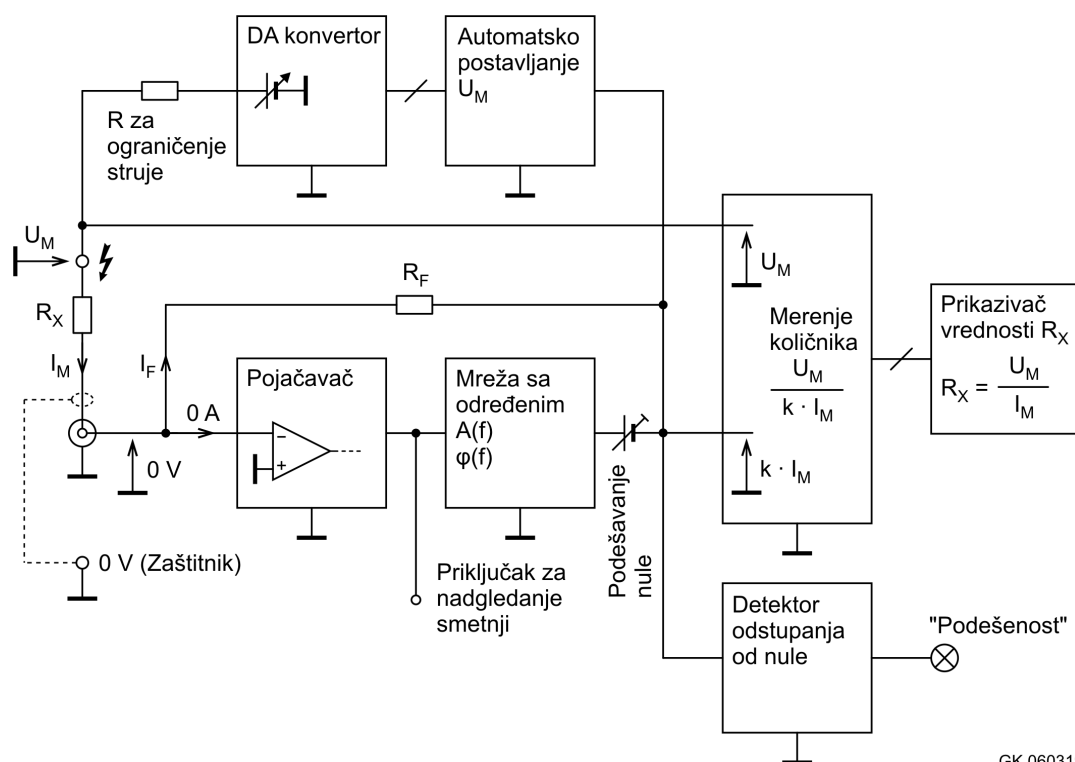 DA konvertor
Automatsko
postavljanje
U_M
R za
ograničenje
struje
U_M
R_X
I_M
R_F
I_F
U_M
Merenje
količnika
U_M
k · I_M
Prikazivač
vrednosti R_X
R_X = U_M
I_M
0 A
0 V
Pojačavač
−
+
Mreža sa
određenim
A(f)
φ(f)
Podešavanje
nule
k · I_M
0 V (Zaštitnik)
Priključak za
nadgledanje
smetnji
Detektor
odstupanja
od nule
"Podešenost"
GK 06031